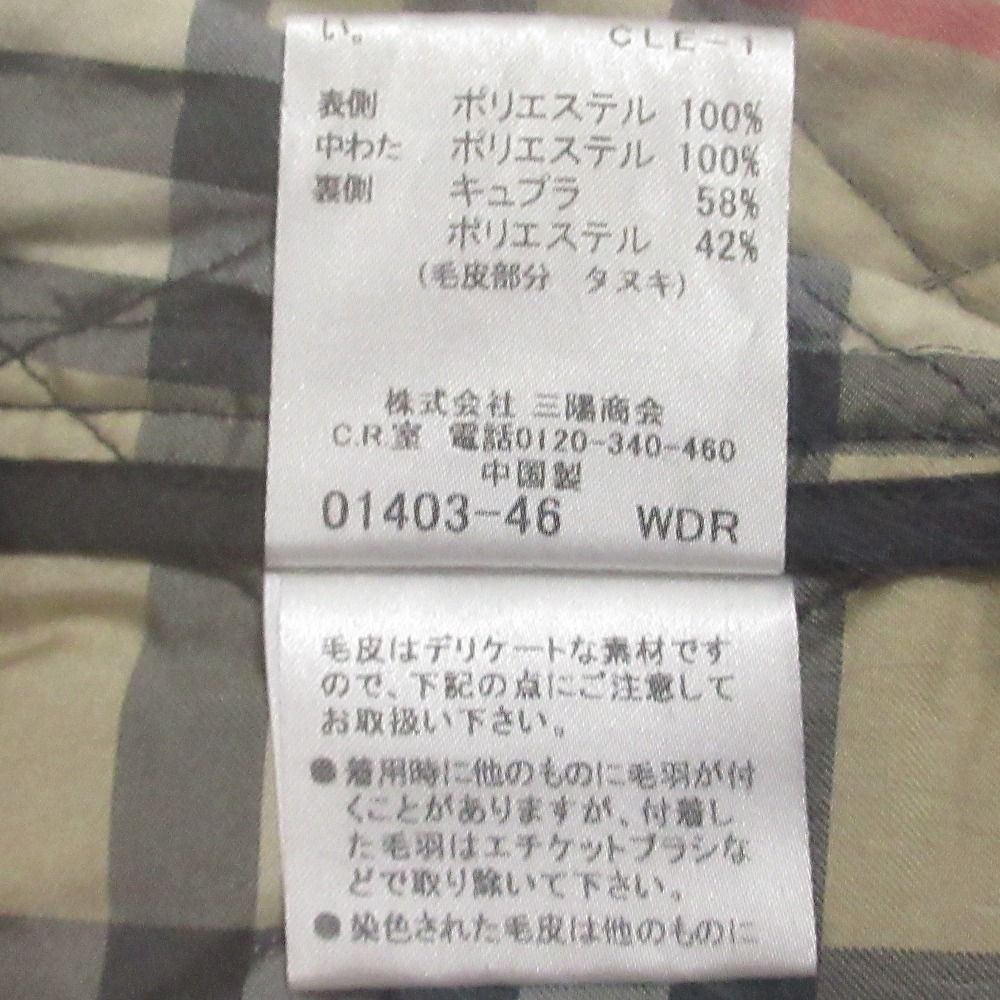 い。 CLE-1
表側 ポリエステル 100%
中わた ポリエステル 100%
裏側 キュプラ 58%
ポリエステル 42%
(毛皮部分 タヌキ)
株式会社 三陽商会
C.R室 電話0120-340-460
中国製
01403-46 WDR
毛皮はデリケートな素材です
ので、下記の点にご注意して
お取扱い下さい。
●着用時に他のものに毛羽が付
くことがありますが、付着し
た毛羽はエチケットブラシな
どで取り除いて下さい。
●染色された毛皮は他のものに